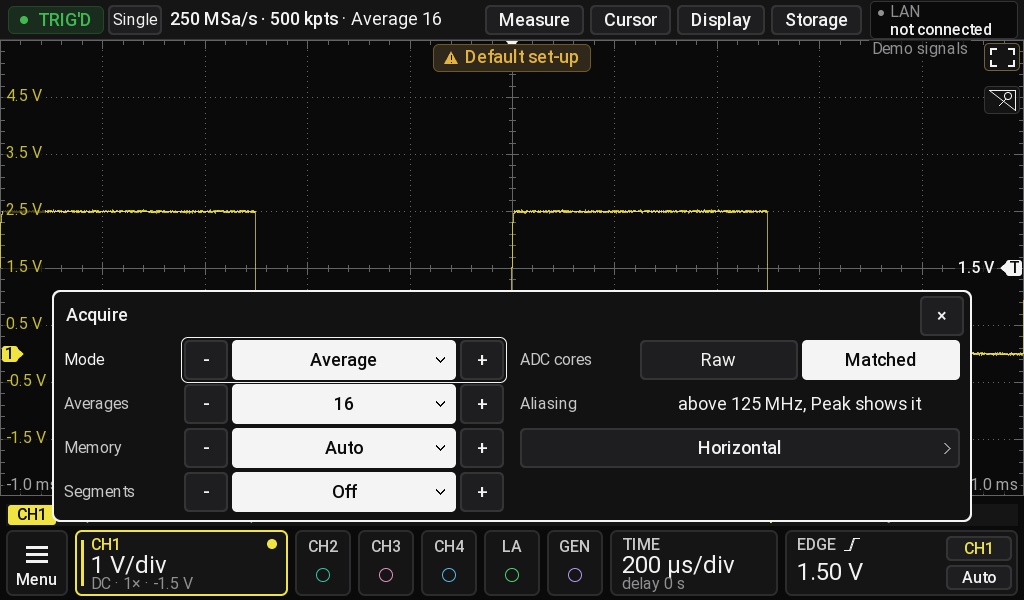 TRIG'D
Single
250 MSa/s · 500 kpts · Average 16
Measure
Cursor
Display
Storage
LAN
not connected
Demo signals
Default set-up
4.5 V
3.5 V
2.5 V
1.5 V
1.5 V
T
0.5 V
1
-0.5 V
-1.5 V
-1.0 ms
1.0 ms
Acquire
×
Mode
-
Average
+
ADC cores
Raw
Matched
Averages
-
16
+
Aliasing
above 125 MHz, Peak shows it
Memory
-
Auto
+
Horizontal
Segments
-
Off
+
CH1
Menu
CH1
1 V/div
DC · 1× · -1.5 V
CH2
CH3
CH4
LA
GEN
TIME
200 µs/div
delay 0 s
EDGE
1.50 V
CH1
Auto